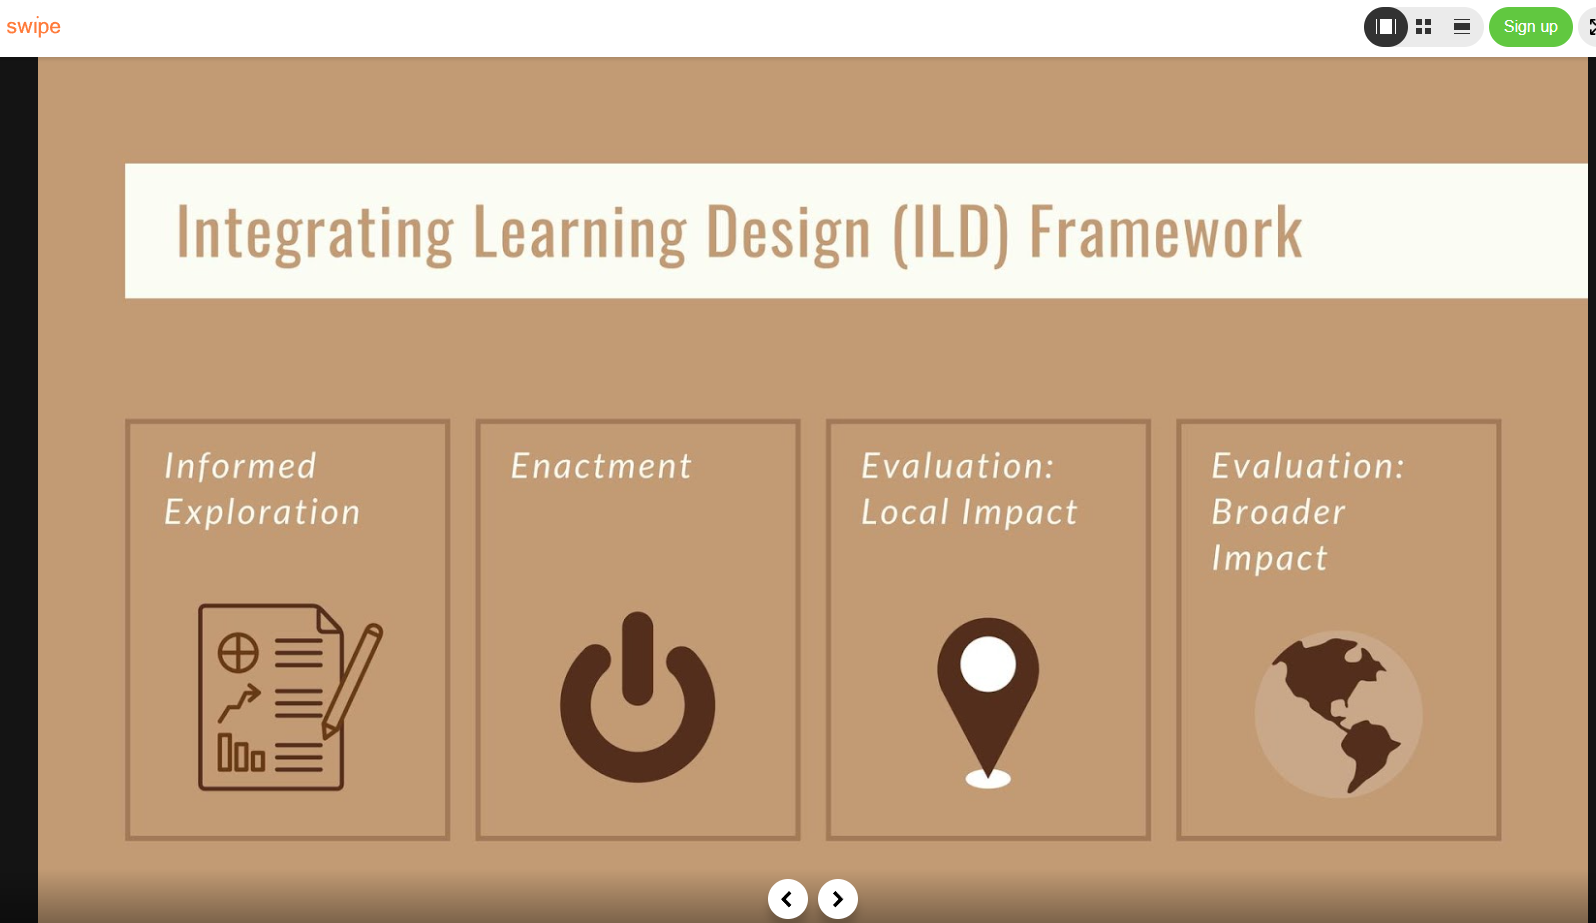 swipe
Sign up
Integrating Learning Design (ILD) Framework
Informed
Exploration
Enactment
Evaluation:
Local Impact
Evaluation:
Broader
Impact